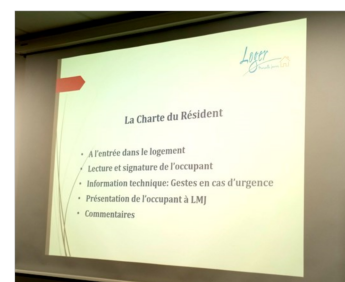 Loger
La Charte du Résident
• A l'entrée dans le logement
• Lecture et signature de l'occupant
• Information technique: Gestes en cas d'urgence
• Présentation de l'occupant à LMJ
• Commentaires